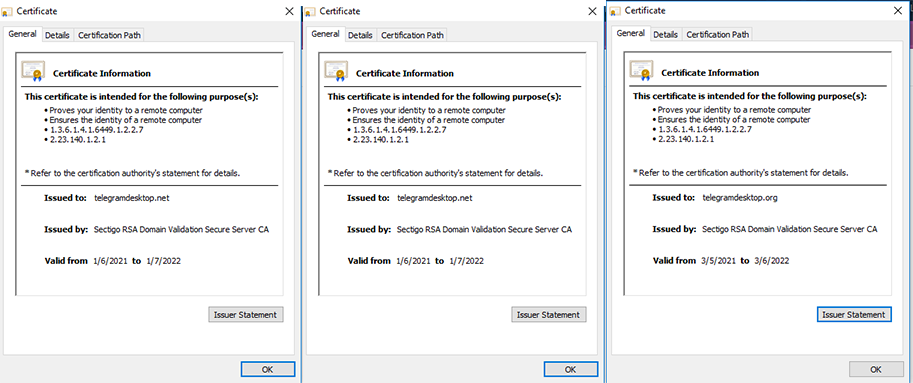 Certificate
General Details Certification Path
Certificate Information
This certificate is intended for the following purpose(s):
• Proves your identity to a remote computer
• Ensures the identity of a remote computer
• 1.3.6.1.4.1.6449.1.2.2.7
• 2.23.140.1.2.1
* Refer to the certification authority's statement for details.
Issued to: telegramdesktop.net
Issued by: Sectigo RSA Domain Validation Secure Server CA
Valid from 1/6/2021 to 1/7/2022
Issuer Statement
OK
Certificate
General Details Certification Path
Certificate Information
This certificate is intended for the following purpose(s):
• Proves your identity to a remote computer
• Ensures the identity of a remote computer
• 1.3.6.1.4.1.6449.1.2.2.7
• 2.23.140.1.2.1
* Refer to the certification authority's statement for details.
Issued to: telegramdesktop.net
Issued by: Sectigo RSA Domain Validation Secure Server CA
Valid from 1/6/2021 to 1/7/2022
Issuer Statement
OK
Certificate
General Details Certification Path
Certificate Information
This certificate is intended for the following purpose(s):
• Proves your identity to a remote computer
• Ensures the identity of a remote computer
• 1.3.6.1.4.1.6449.1.2.2.7
• 2.23.140.1.2.1
* Refer to the certification authority's statement for details.
Issued to: telegramdesktop.org
Issued by: Sectigo RSA Domain Validation Secure Server CA
Valid from 3/5/2021 to 3/6/2022
Issuer Statement
OK